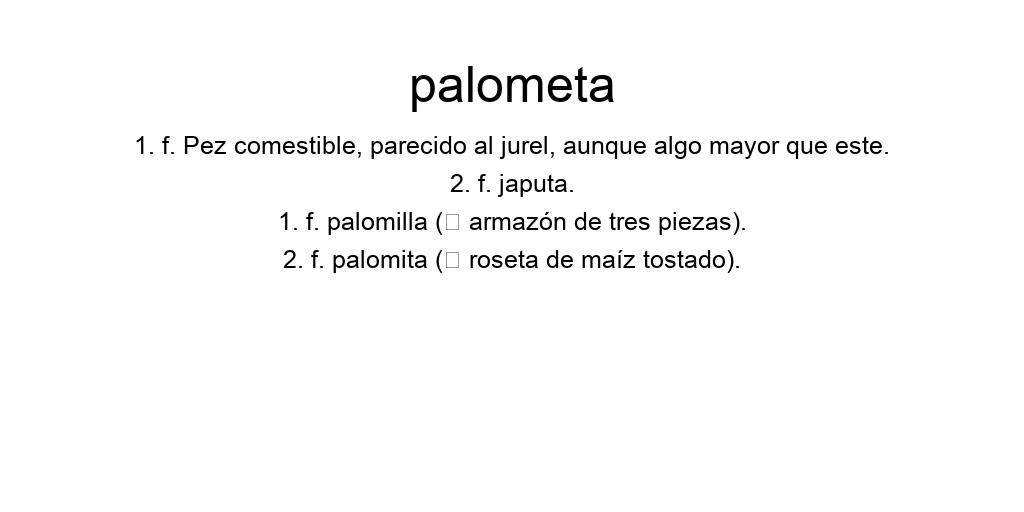 palometa
1. f. Pez comestible, parecido al jurel, aunque algo mayor que este.
2. f. japuta.
1. f. palomilla (□ armazón de tres piezas).
2. f. palomita (□ roseta de maíz tostado).